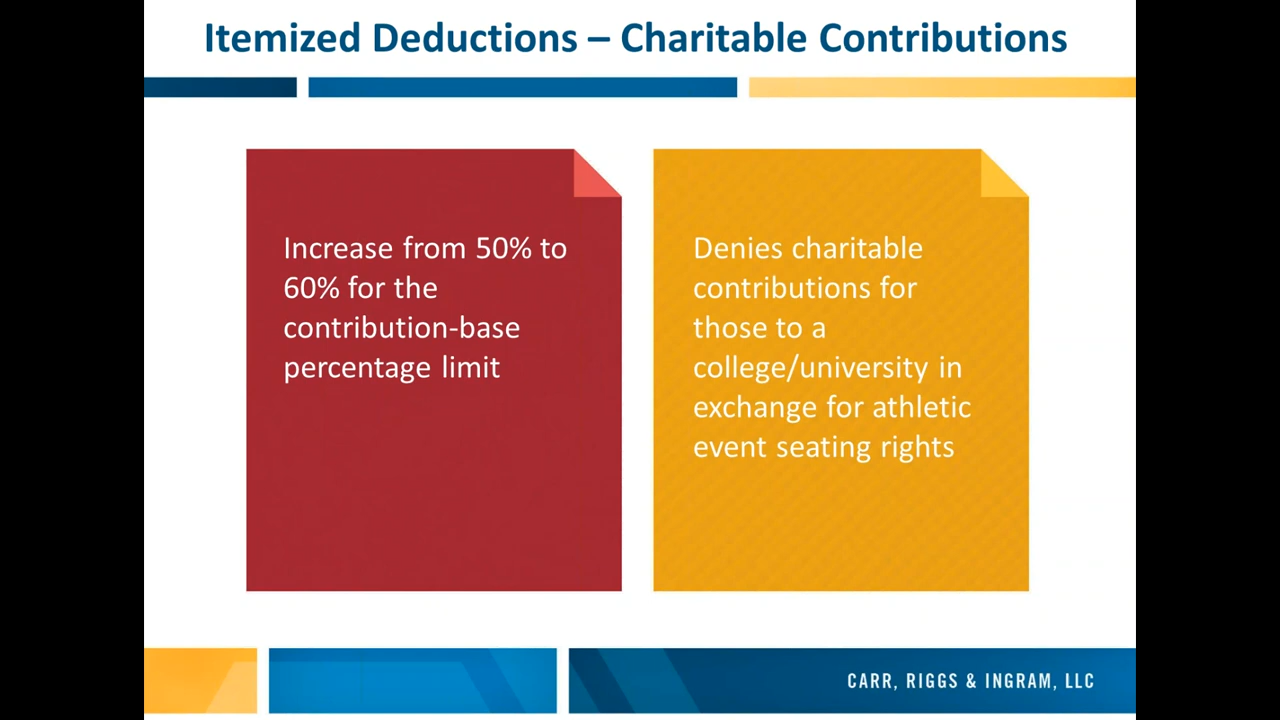 Itemized Deductions – Charitable Contributions
Increase from 50% to
60% for the
contribution-base
percentage limit
Denies charitable
contributions for
those to a
college/university in
exchange for athletic
event seating rights
CARR, RIGGS & INGRAM, LLC